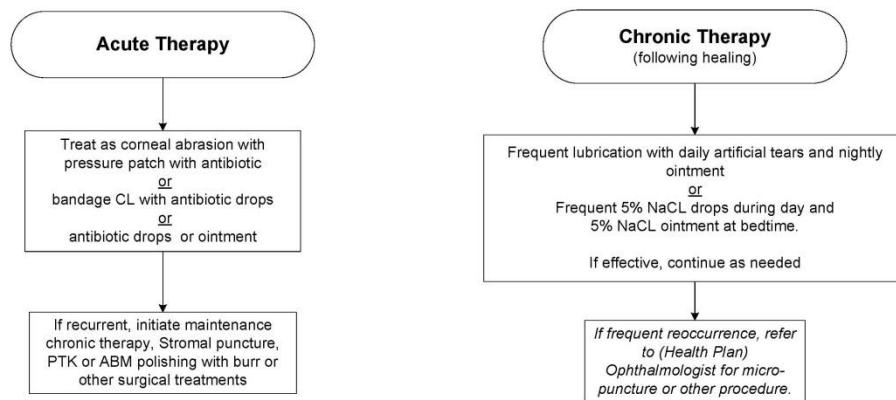 Acute Therapy
Treat as corneal abrasion with
pressure patch with antibiotic
or
bandage CL with antibiotic drops
or
antibiotic drops or ointment
If recurrent, initiate maintenance
chronic therapy, Stromal puncture,
PTK or ABM polishing with burr or
other surgical treatments
Chronic Therapy
(following healing)
Frequent lubrication with daily artificial tears and nightly
ointment
or
Frequent 5% NaCL drops during day and
5% NaCL ointment at bedtime.
If effective, continue as needed
If frequent reoccurrence, refer
to (Health Plan)
Ophthalmologist for micro-
puncture or other procedure.